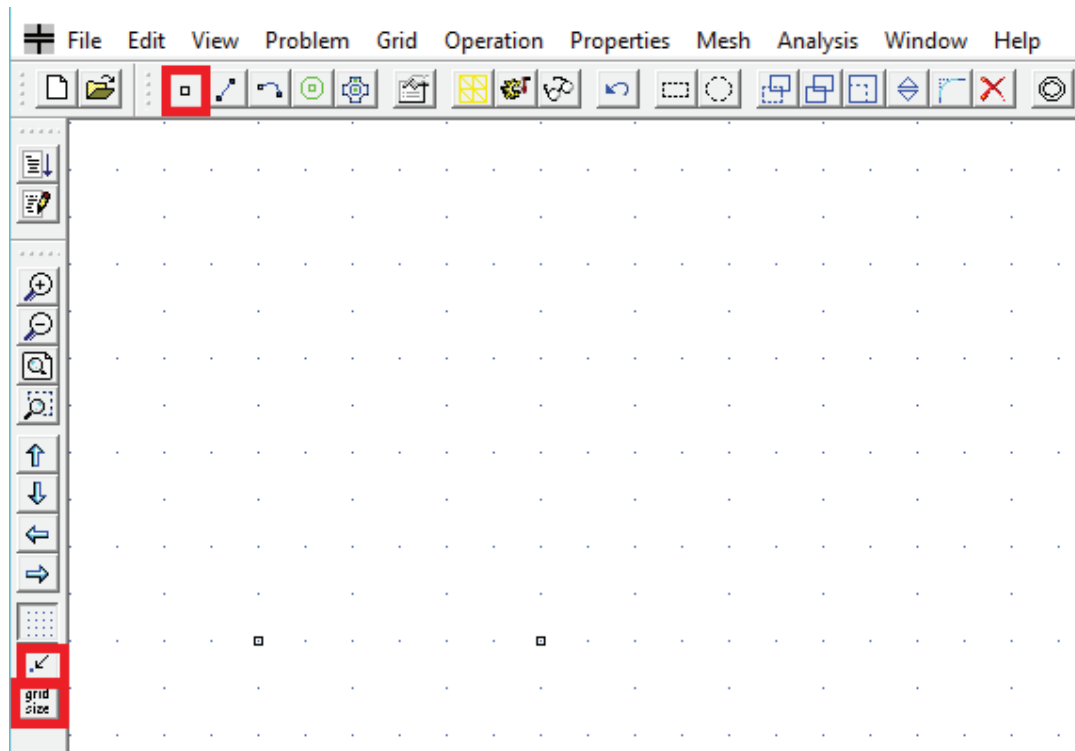 File Edit View Problem Grid Operation Properties Mesh Analysis Window Help
grid
size